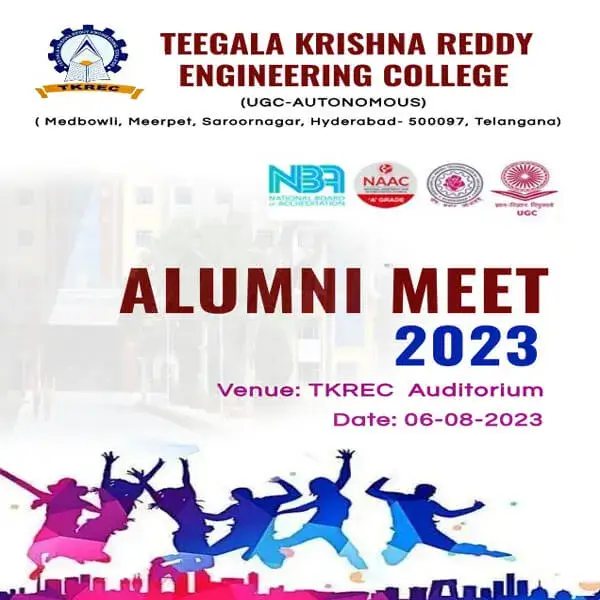 TEEGALA KRISHNA REDDY
ENGINEERING COLLEGE
(UGC-AUTONOMOUS)
( Medbowli, Meerpet, Saroornagar, Hyderabad- 500097, Telangana)
TKREC
NBA
NATIONAL BOARD
of ACCREDITATION
NAAC
'A' GRADE
UGC
ALUMNI MEET
2023
Venue: TKREC Auditorium
Date: 06-08-2023